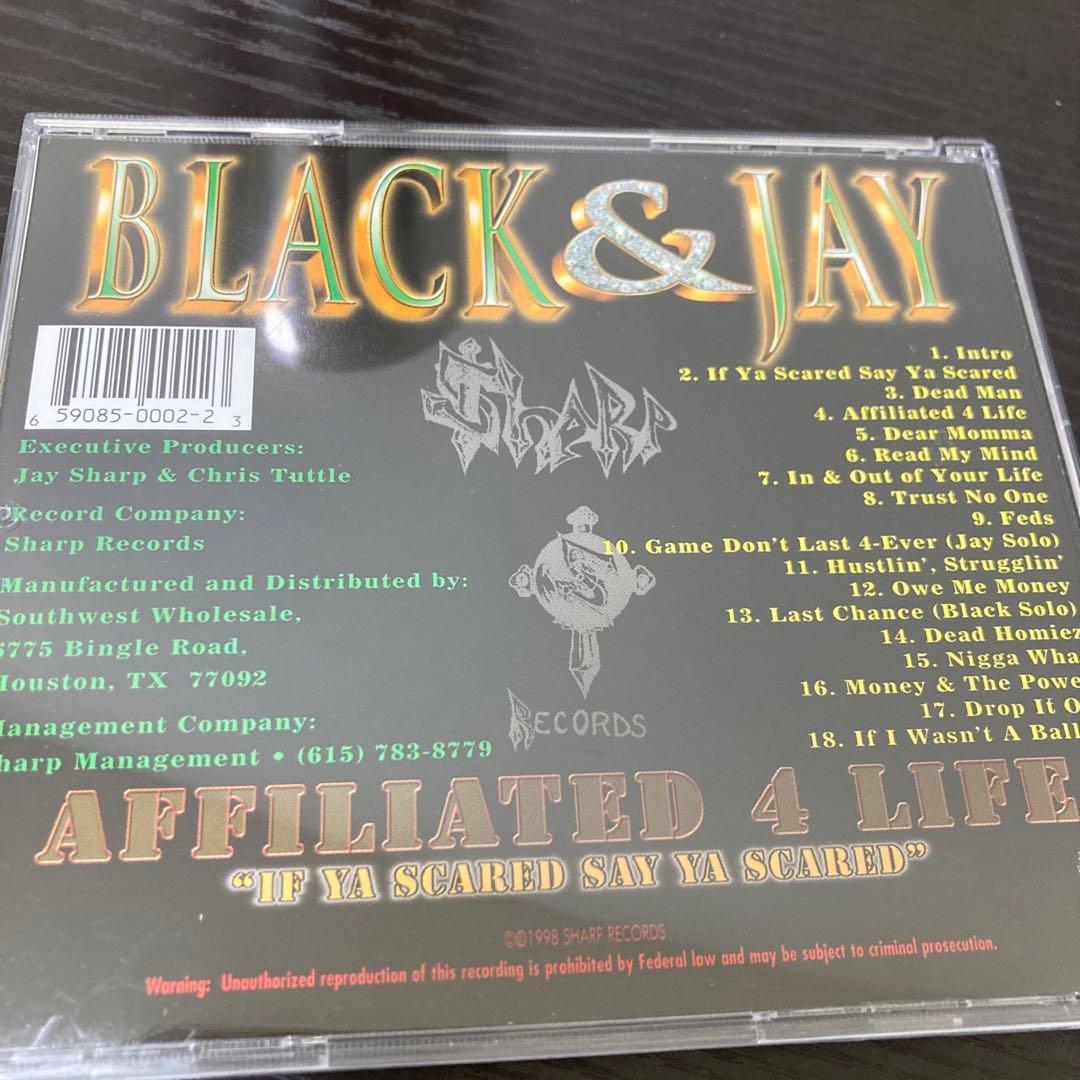 BLACK & JAY
6 59085-0002-2 3
Executive Producers:
Jay Sharp & Chris Tuttle
Record Company:
Sharp Records
Manufactured and Distributed by:
Southwest Wholesale,
6775 Bingle Road,
Houston, TX 77092
Management Company:
harp Management • (615) 783-8779
Sharp
S
Records
1. Intro
2. If Ya Scared Say Ya Scared
3. Dead Man
4. Affiliated 4 Life
5. Dear Momma
6. Read My Mind
7. In & Out of Your Life
8. Trust No One
9. Feds
10. Game Don't Last 4-Ever (Jay Solo)
11. Hustlin', Strugglin'
12. Owe Me Money
13. Last Chance (Black Solo)
14. Dead Homiez
15. Nigga Wha
16. Money & The Powe
17. Drop It O
18. If I Wasn't A Ball
AFFILIATED 4 LIFE
"IF YA SCARED SAY YA SCARED"
©℗1998 SHARP RECORDS
Warning: Unauthorized reproduction of this recording is prohibited by Federal law and may be subject to criminal prosecution.